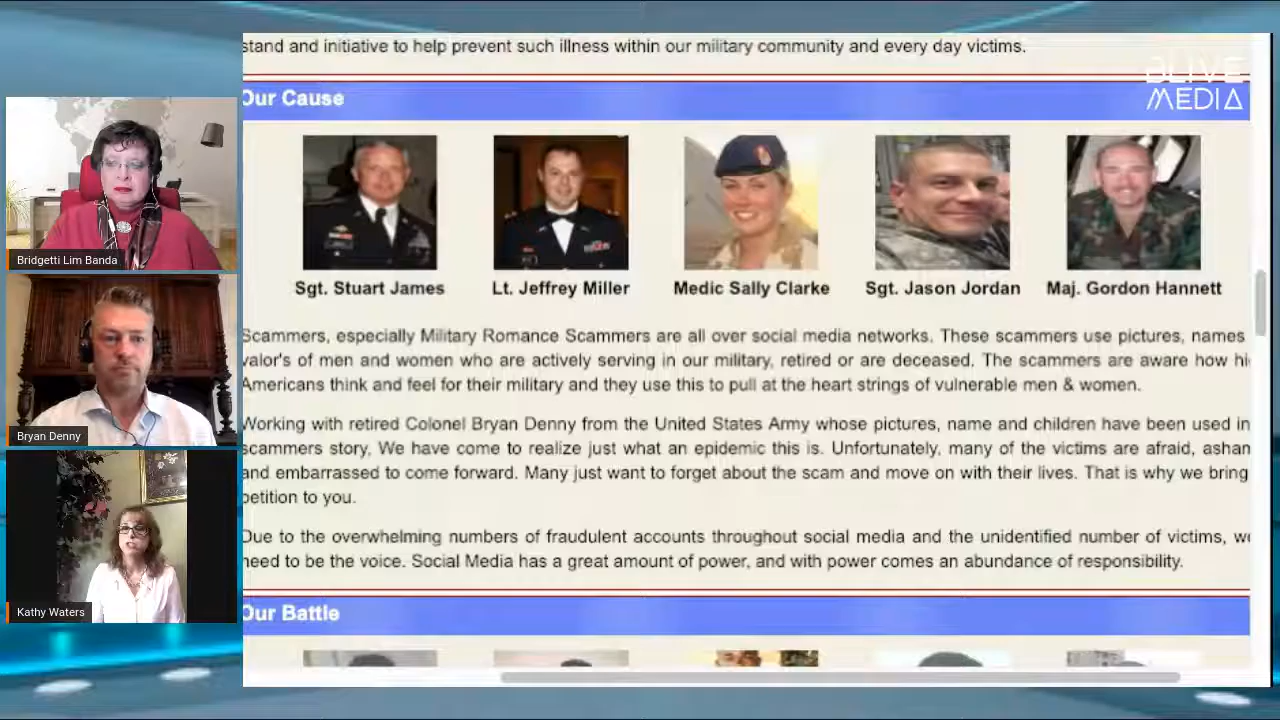 stand and initiative to help prevent such illness within our military community and every day victims.
BLIVE
MEDIA
Our Cause
Sgt. Stuart James
Lt. Jeffrey Miller
Medic Sally Clarke
Sgt. Jason Jordan
Maj. Gordon Hannett
Scammers, especially Military Romance Scammers are all over social media networks. These scammers use pictures, names
valor's of men and women who are actively serving in our military, retired or are deceased. The scammers are aware how hi
Americans think and feel for their military and they use this to pull at the heart strings of vulnerable men & women.
Working with retired Colonel Bryan Denny from the United States Army whose pictures, name and children have been used in
scammers story, We have come to realize just what an epidemic this is. Unfortunately, many of the victims are afraid, asham
and embarrassed to come forward. Many just want to forget about the scam and move on with their lives. That is why we bring
petition to you.
Due to the overwhelming numbers of fraudulent accounts throughout social media and the unidentified number of victims, we
need to be the voice. Social Media has a great amount of power, and with power comes an abundance of responsibility.
Our Battle
Bridgetti Lim Banda
Bryan Denny
Kathy Waters